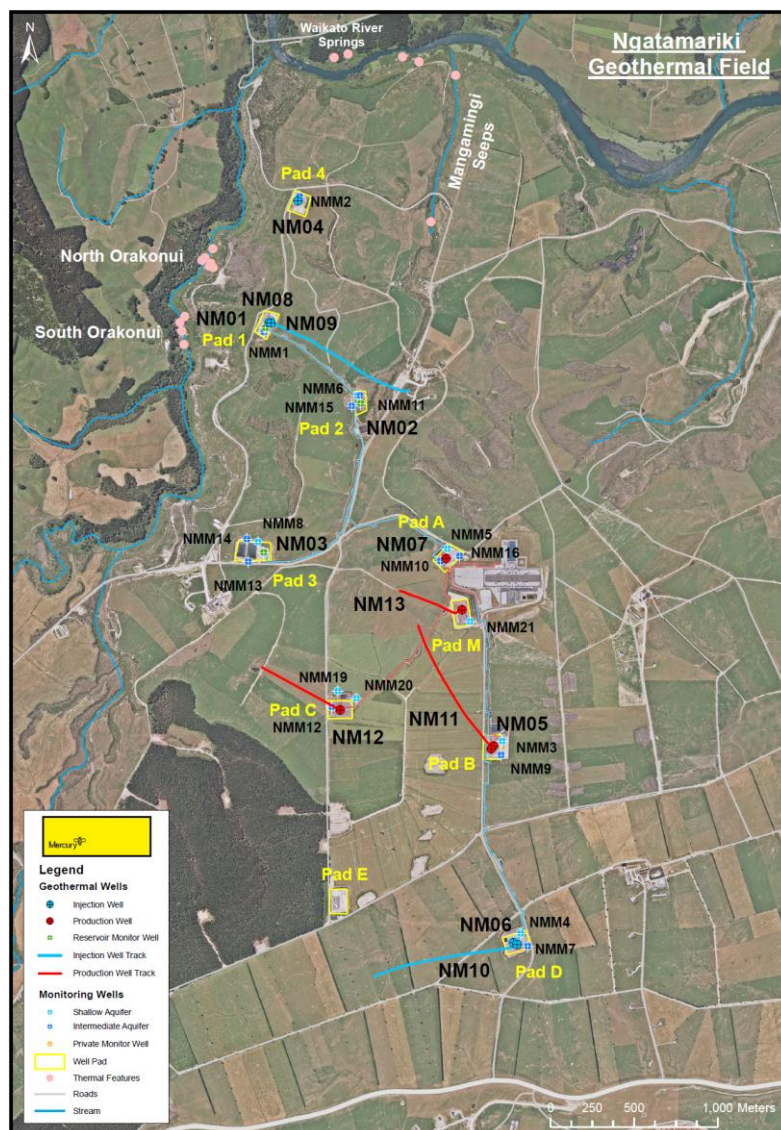 N
Waikato River
Springs
Ngatamariki
Geothermal Field
Mangamingi
Seeps
Pad 4
NMM2
NM04
North Orakonui
South Orakonui
NM08
NM01
NM09
Pad 1
NMM1
NMM6
NMM11
NMM15
Pad 2
NM02
NMM8
NMM14
NM03
NMM13
Pad 3
Pad A
NMM5
NM07
NMM16
NMM10
NM13
NMM21
Pad M
NMM19
NMM20
Pad C
NMM12
NM12
NM11
NM05
NMM3
Pad B
NMM9
Pad E
NM06
NMM4
NMM7
NM10
Pad D
Mercury
Legend
Geothermal Wells
Injection Well
Production Well
Reservoir Monitor Well
Injection Well Track
Production Well Track
Monitoring Wells
Shallow Aquifer
Intermediate Aquifer
Private Monitor Well
Well Pad
Thermal Features
Roads
Stream
0 250 500 1,000 Meters